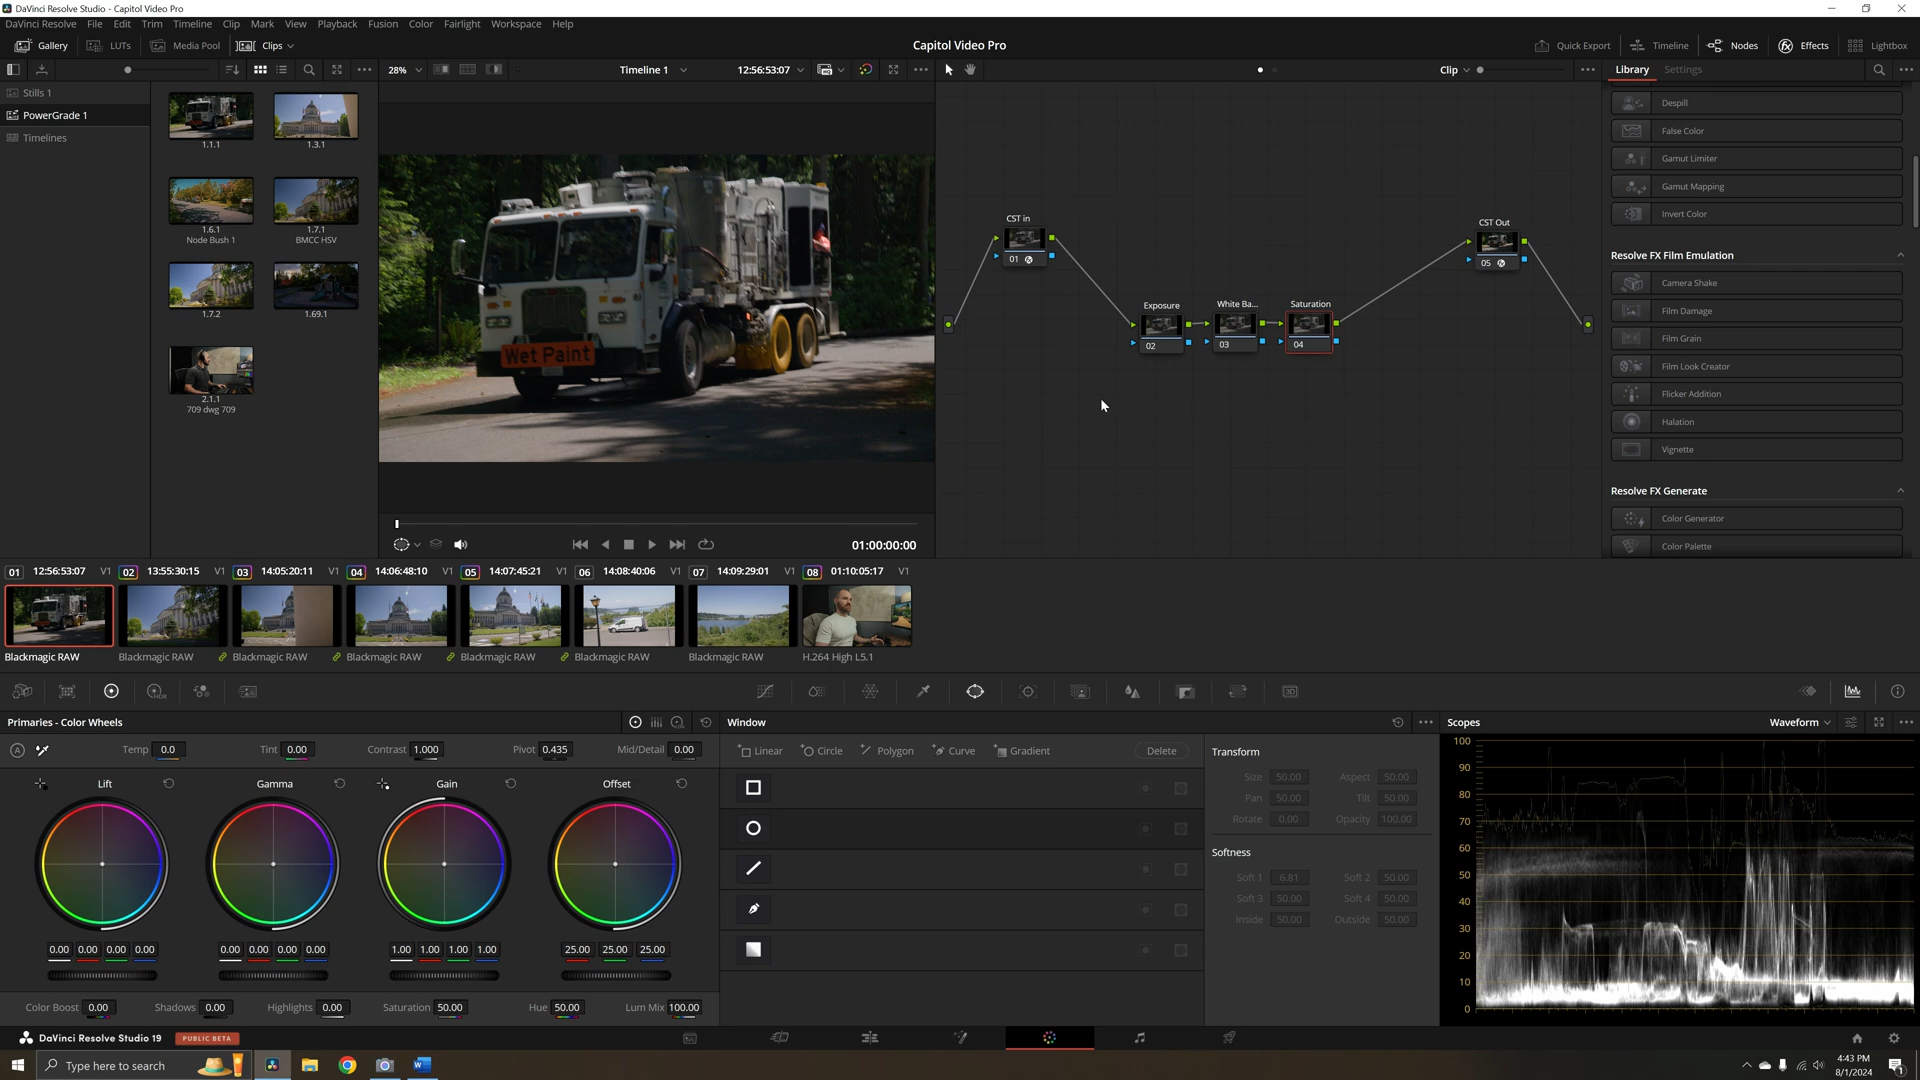 DaVinci Resolve Studio - Capitol Video Pro
DaVinci Resolve File Edit Trim Timeline Clip Mark View Playback Fusion Color Fairlight Workspace Help
Gallery LUTs Media Pool Clips Capitol Video Pro Quick Export Timeline Nodes Effects Lightbox
28% Timeline 1 12:56:53:07 Clip Library Settings
Stills 1
PowerGrade 1
Timelines
1.1.1 1.3.1
1.6.1 1.7.1
Node Bush 1 BMCC HSV
1.7.2 1.69.1
2.1.1
709 dwg 709
Wet Paint
01:00:00:00
CST in
01
Exposure
02
White Ba...
03
Saturation
04
CST Out
05
Despill
False Color
Gamut Limiter
Gamut Mapping
Invert Color
Resolve FX Film Emulation
Camera Shake
Film Damage
Film Grain
Film Look Creator
Flicker Addition
Halation
Vignette
Resolve FX Generate
Color Generator
Color Palette
01 12:56:53:07 V1 02 13:55:30:15 V1 03 14:05:20:11 V1 04 14:06:48:10 V1 05 14:07:45:21 V1 06 14:08:40:06 V1 07 14:09:29:01 V1 08 01:10:05:17 V1
Blackmagic RAW Blackmagic RAW Blackmagic RAW Blackmagic RAW Blackmagic RAW Blackmagic RAW Blackmagic RAW H.264 High L5.1
HDR 3D
Primaries - Color Wheels
Temp 0.0 Tint 0.00 Contrast 1.000 Pivot 0.435 Mid/Detail 0.00
Lift Gamma Gain Offset
0.00 0.00 0.00 0.00 0.00 0.00 0.00 0.00 1.00 1.00 1.00 1.00 25.00 25.00 25.00
Color Boost 0.00 Shadows 0.00 Highlights 0.00 Saturation 50.00 Hue 50.00 Lum Mix 100.00
Window
Linear Circle Polygon Curve Gradient Delete
Transform
Size 50.00 Aspect 50.00
Pan 50.00 Tilt 50.00
Rotate 0.00 Opacity 100.00
Softness
Soft 1 6.81 Soft 2 50.00
Soft 3 50.00 Soft 4 50.00
Inside 50.00 Outside 50.00
Scopes Waveform
100
90
80
70
60
50
40
30
20
10
0
DaVinci Resolve Studio 19 PUBLIC BETA
Type here to search
4:43 PM
8/1/2024
1